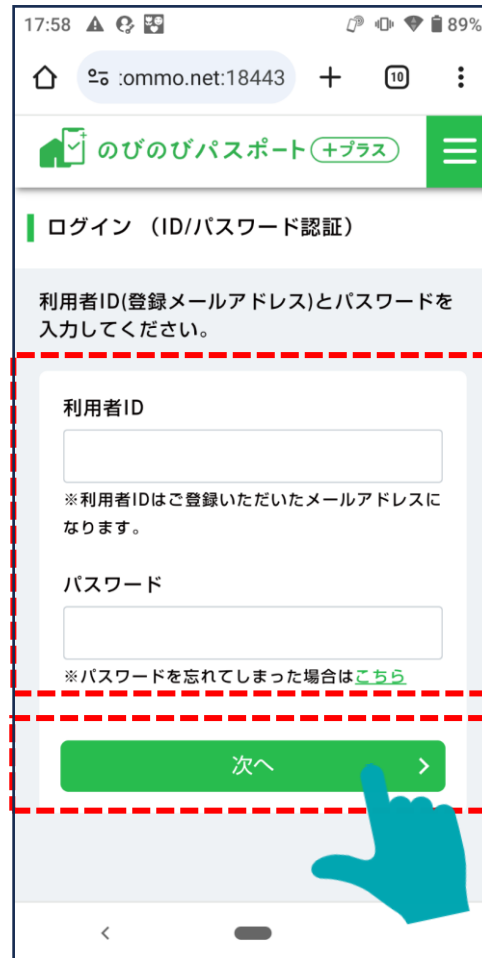 17:58
89%
:ommo.net:18443
10
のびのびパスポート +プラス
ログイン （ID/パスワード認証）
利用者ID(登録メールアドレス)とパスワードを
入力してください。
利用者ID
※利用者IDはご登録いただいたメールアドレスに
なります。
パスワード
※パスワードを忘れてしまった場合はこちら
次へ